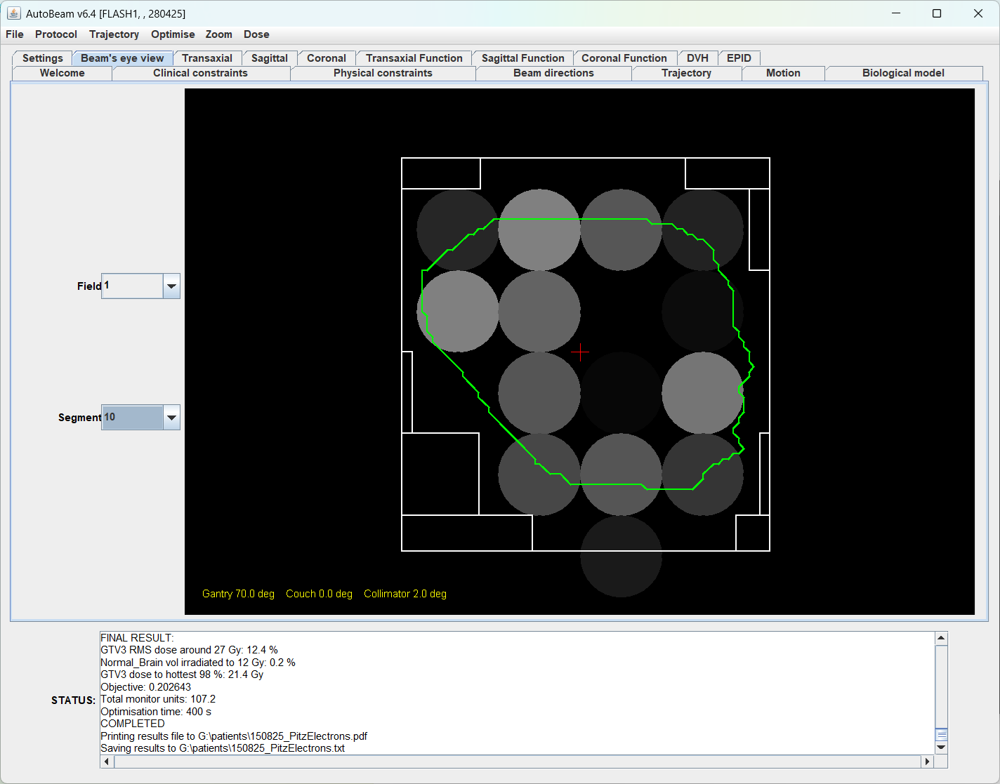 AutoBeam v6.4 [FLASH1, , 280425]
File Protocol Trajectory Optimise Zoom Dose
Settings Beam's eye view Transaxial Sagittal Coronal Transaxial Function Sagittal Function Coronal Function DVH EPID
Welcome Clinical constraints Physical constraints Beam directions Trajectory Motion Biological model
Field 1
Segment 10
Gantry 70.0 deg Couch 0.0 deg Collimator 2.0 deg
STATUS:
FINAL RESULT:
GTV3 RMS dose around 27 Gy: 12.4 %
Normal_Brain vol irradiated to 12 Gy: 0.2 %
GTV3 dose to hottest 98 %: 21.4 Gy
Objective: 0.202643
Total monitor units: 107.2
Optimisation time: 400 s
COMPLETED
Printing results file to G:\patients\150825_PitzElectrons.pdf
Saving results to G:\patients\150825_PitzElectrons.txt